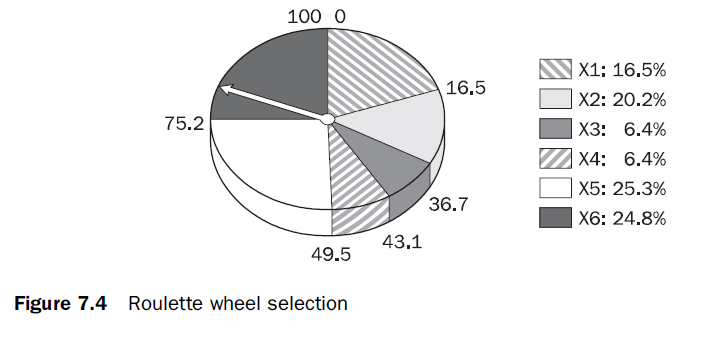 100 0
16.5
75.2
36.7
43.1
49.5
X1: 16.5%
X2: 20.2%
X3: 6.4%
X4: 6.4%
X5: 25.3%
X6: 24.8%
Figure 7.4 Roulette wheel selection